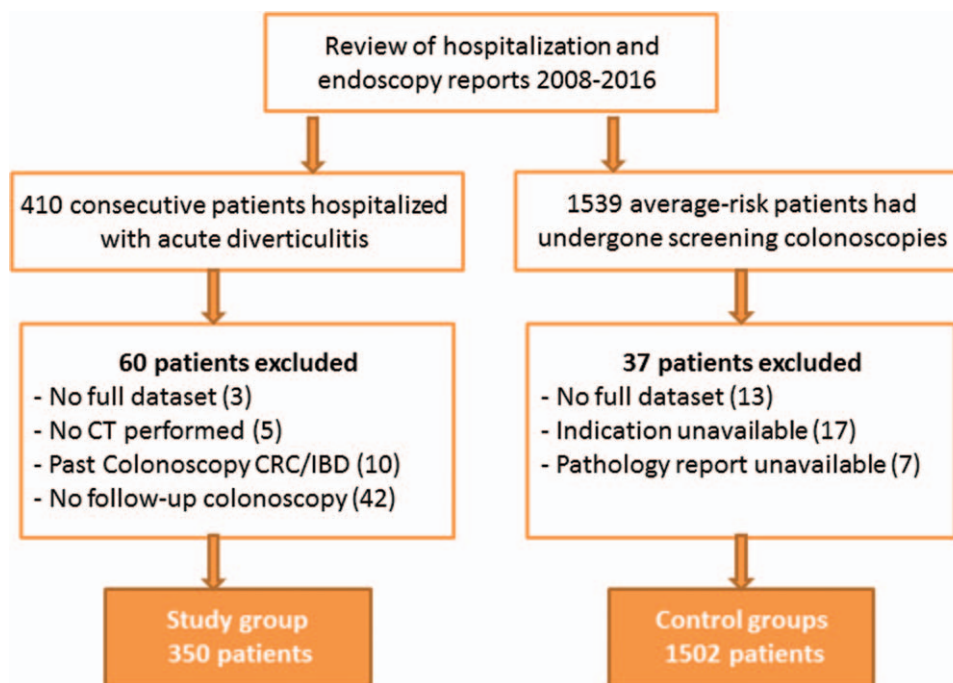 Review of hospitalization and
endoscopy reports 2008-2016
410 consecutive patients hospitalized
with acute diverticulitis
1539 average-risk patients had
undergone screening colonoscopies
60 patients excluded
- No full dataset (3)
- No CT performed (5)
- Past Colonoscopy CRC/IBD (10)
- No follow-up colonoscopy (42)
37 patients excluded
- No full dataset (13)
- Indication unavailable (17)
- Pathology report unavailable (7)
Study group
350 patients
Control groups
1502 patients